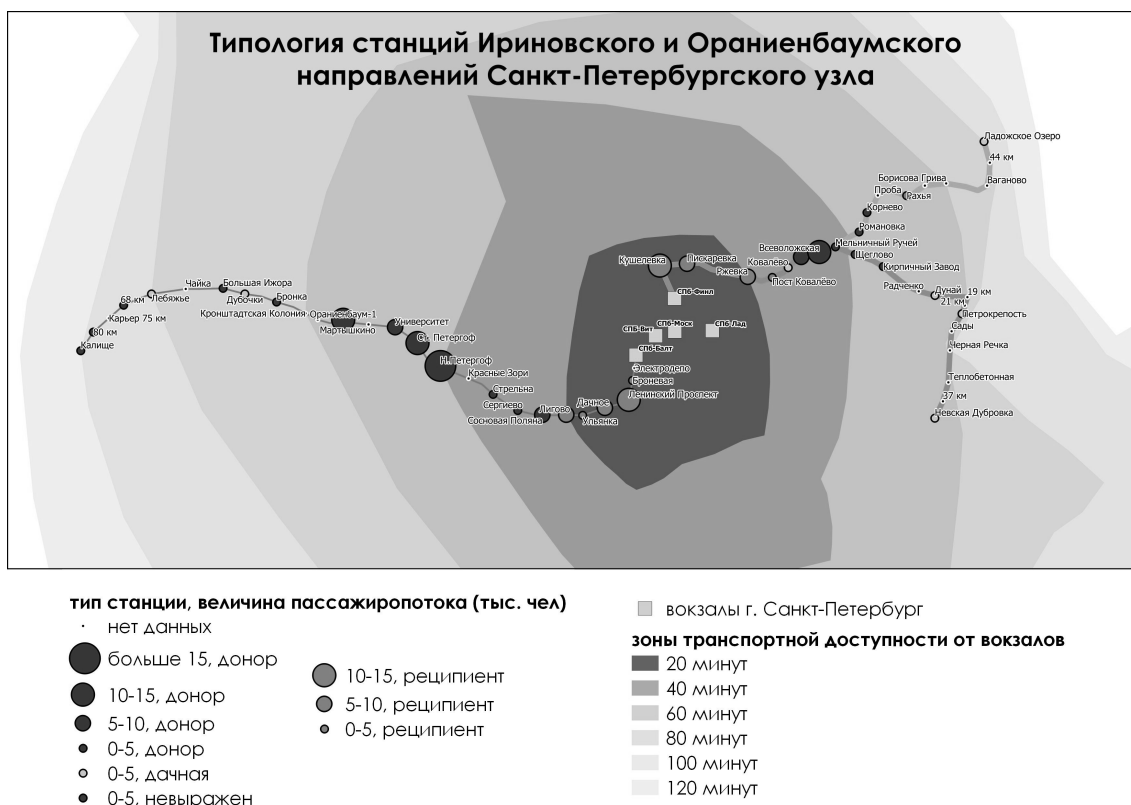 Типология станций Ириновского и Ораниенбаумского
направлений Санкт-Петербургского узла
Ладожское Озеро
44 км
Борисова Грива
Проба
Рахья
Ваганово
Корнево
Романовка
Всеволожская
Мельничный Ручей
Кушелевка
Пискаревка
Ковалёво
Щеглово
Ржевка
Пост Ковалёво
Кирпичный Завод
Радченко
Дунай
19 км
21 км
Петрокрепость
Сады
Черная Речка
Теплобетонная
37 км
Невская Дубровка
СПб-Финл
СПб-Вит
СПб-Моск
СПб Лад
СПб-Балт
Электродепо
Броневая
Ленинский Проспект
Дачное
Ульянка
Лигово
Сосновая Поляна
Сергиево
Стрельна
Красные Зори
Н.Петергоф
Ст. Петергоф
Университет
Мартышкино
Ораниенбаум-1
Кронштадтская Колония
Бронка
Дубочки
Большая Ижора
Чайка
Лебяжье
68 км
Карьер 75 км
80 км
Калище
тип станции, величина пассажиропотока (тыс. чел)
нет данных
больше 15, донор
10-15, донор
5-10, донор
0-5, донор
0-5, дачная
0-5, невыражен
10-15, реципиент
5-10, реципиент
0-5, реципиент
вокзалы г. Санкт-Петербург
зоны транспортной доступности от вокзалов
20 минут
40 минут
60 минут
80 минут
100 минут
120 минут